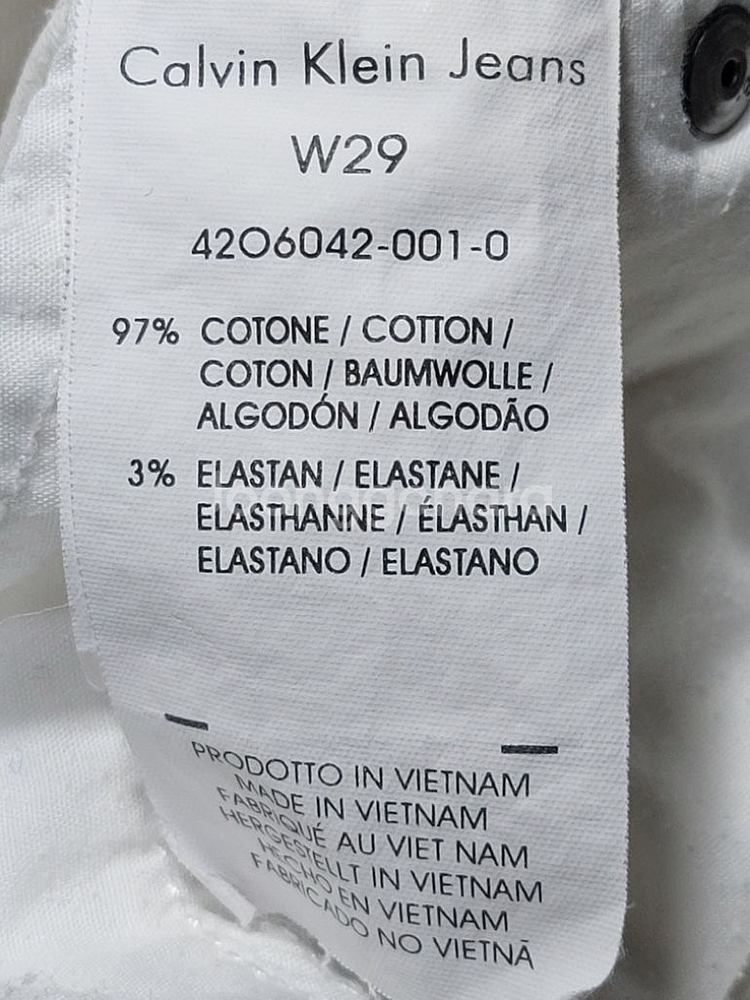 Calvin Klein Jeans
W29
42O6042-001-0
97% COTONE / COTTON /
COTON / BAUMWOLLE /
ALGODÓN / ALGODÃO
3% ELASTAN / ELASTANE /
ELASTHANNE / ÉLASTHAN /
ELASTANO / ELASTANO
PRODOTTO IN VIETNAM
MADE IN VIETNAM
FABRIQUÉ AU VIET NAM
HERGESTELLT IN VIETNAM
HECHO EN VIETNAM
FABRICADO NO VIETNÃ